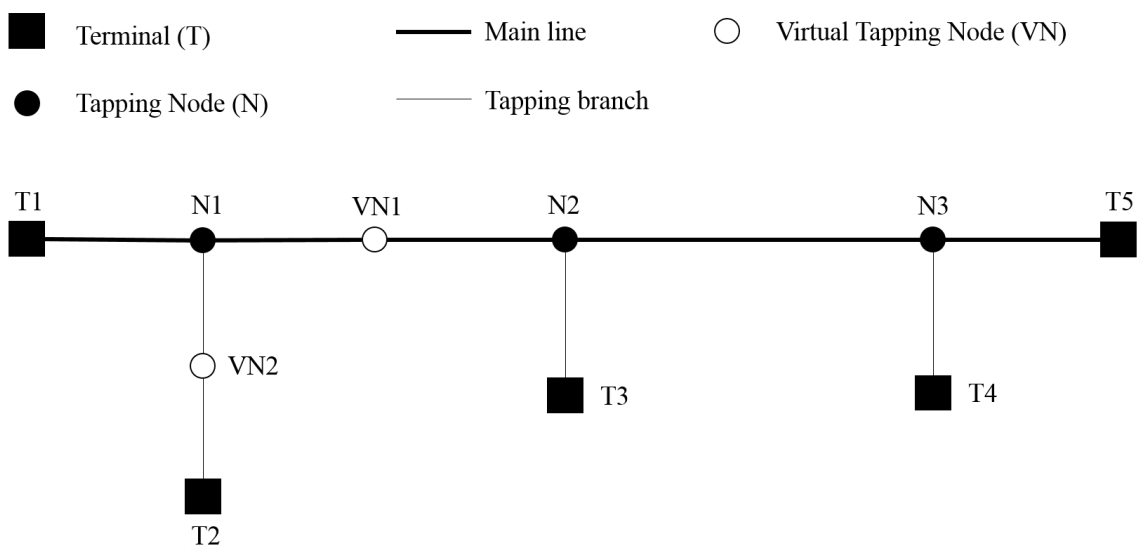 Terminal (T)
Main line
Virtual Tapping Node (VN)
Tapping Node (N)
Tapping branch
T1
N1
VN1
N2
N3
T5
VN2
T3
T4
T2